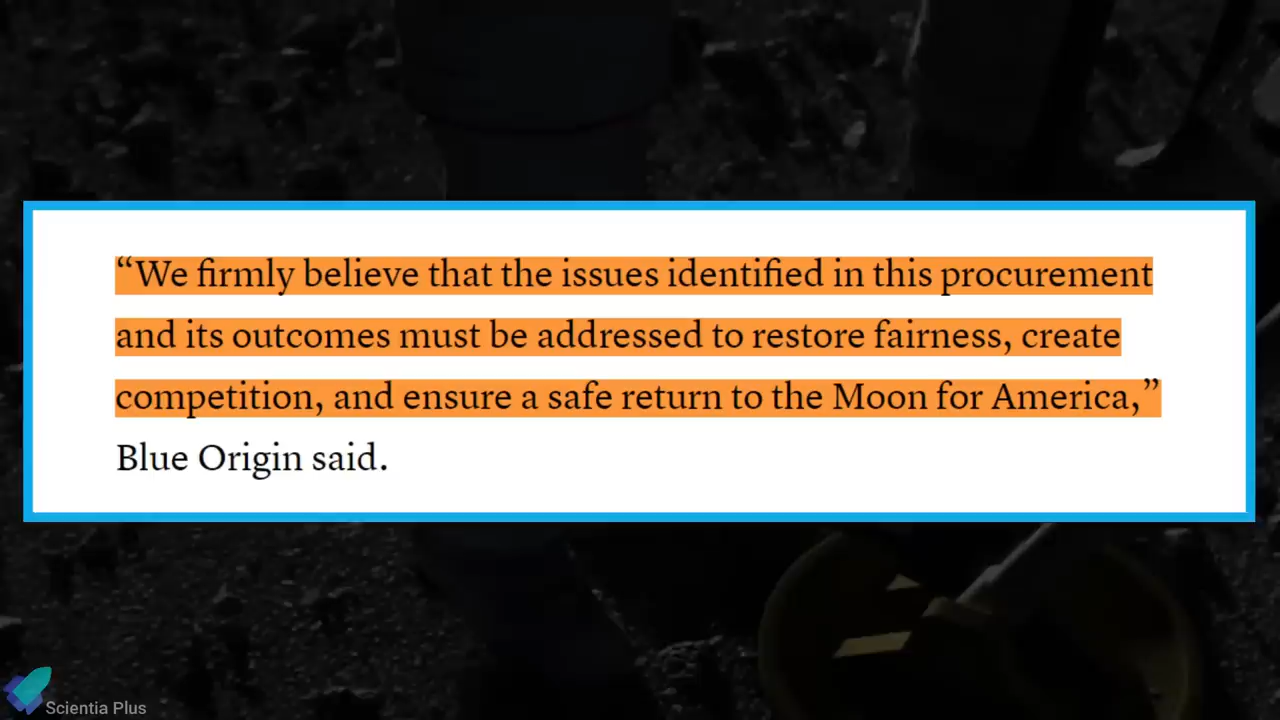 “We firmly believe that the issues identified in this procurement
and its outcomes must be addressed to restore fairness, create
competition, and ensure a safe return to the Moon for America,”
Blue Origin said.
Scientia Plus